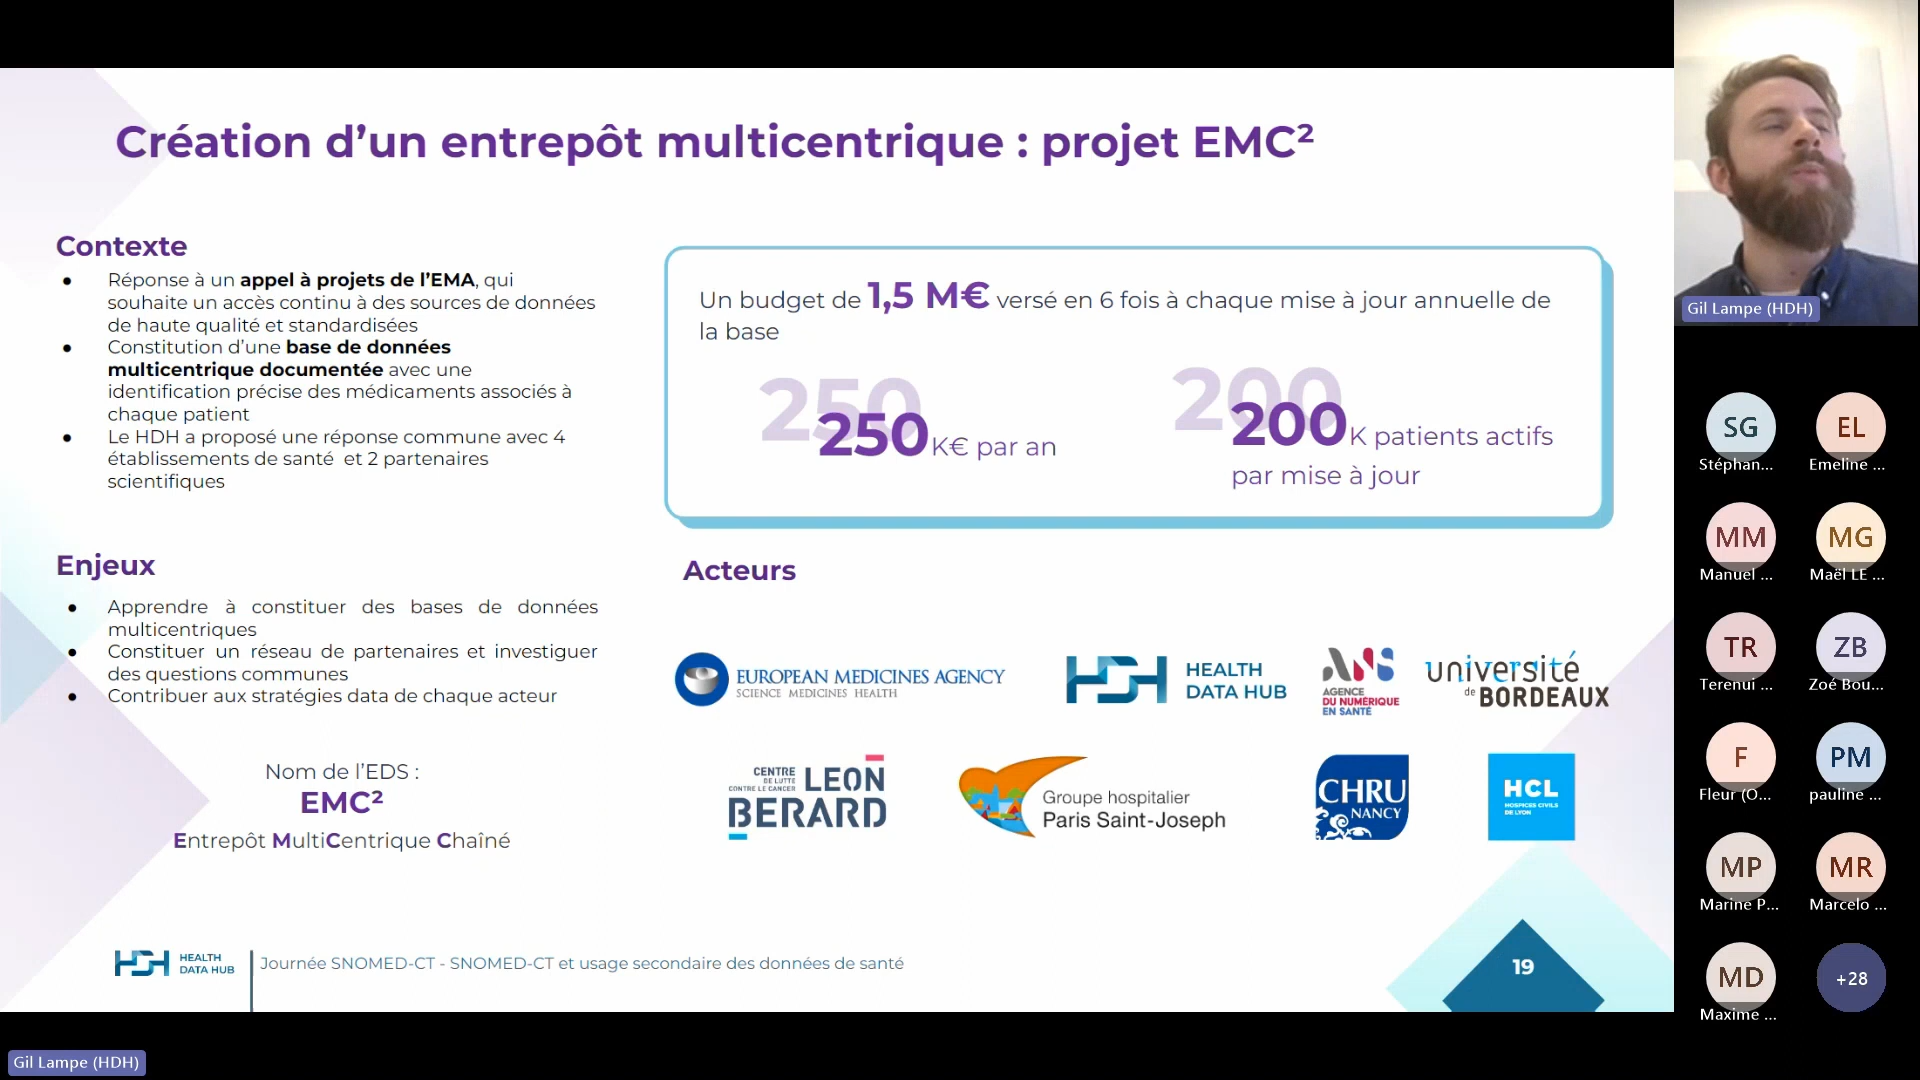 Création d'un entrepôt multicentrique : projet EMC²
Contexte
● Réponse à un appel à projets de l'EMA, qui
souhaite un accès continu à des sources de données
de haute qualité et standardisées
● Constitution d'une base de données
multicentrique documentée avec une
identification précise des médicaments associés à
chaque patient
● Le HDH a proposé une réponse commune avec 4
établissements de santé et 2 partenaires
scientifiques
Enjeux
● Apprendre à constituer des bases de données
multicentriques
● Constituer un réseau de partenaires et investiguer
des questions communes
● Contribuer aux stratégies data de chaque acteur
Nom de l'EDS :
EMC²
Entrepôt MultiCentrique Chaîné
Un budget de 1,5 M€ versé en 6 fois à chaque mise à jour annuelle de
la base
250
250 K€ par an
200
200 K patients actifs
par mise à jour
Acteurs
EUROPEAN MEDICINES AGENCY
SCIENCE MEDICINES HEALTH
HEALTH
DATA HUB
ANS
AGENCE
DU NUMÉRIQUE
EN SANTÉ
université
de BORDEAUX
CENTRE
DE LUTTE
CONTRE LE CANCER
LEON
BERARD
Groupe hospitalier
Paris Saint-Joseph
CHRU
NANCY
HCL
HOSPICES CIVILS
DE LYON
HEALTH
DATA HUB
Journée SNOMED-CT - SNOMED-CT et usage secondaire des données de santé
19
Gil Lampe (HDH)
Gil Lampe (HDH)
SG
Stéphan...
EL
Emeline ...
MM
Manuel ...
MG
Maël LE ...
TR
Terenui ...
ZB
Zoé Bou...
F
Fleur (O...
PM
pauline ...
MP
Marine P...
MR
Marcelo ...
MD
Maxime ...
+28